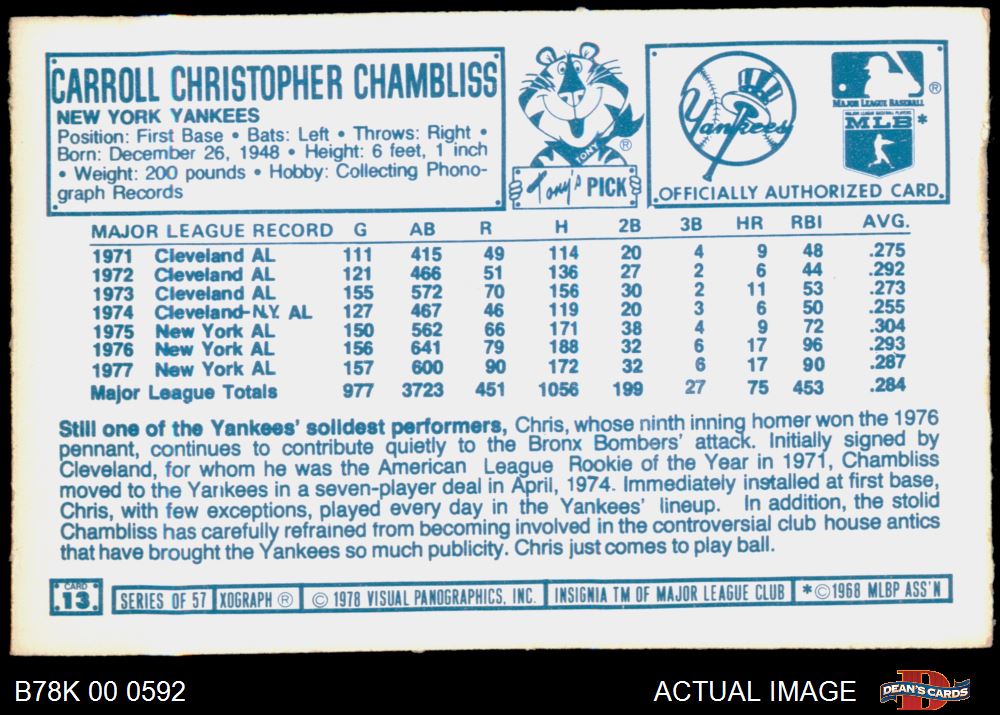 CARROLL CHRISTOPHER CHAMBLISS
NEW YORK YANKEES
Position: First Base • Bats: Left • Throws: Right •
Born: December 26, 1948 • Height: 6 feet, 1 inch
• Weight: 200 pounds • Hobby: Collecting Phono-
graph Records
TONY
®
Tony's PICK
Yankees
®
MAJOR LEAGUE BASEBALL
MAJOR LEAGUE BASEBALL PLAYERS
MLB *
OFFICIALLY AUTHORIZED CARD.
MAJOR LEAGUE RECORD G AB R H 2B 3B HR RBI AVG.
1971 Cleveland AL 111 415 49 114 20 4 9 48 .275
1972 Cleveland AL 121 466 51 136 27 2 6 44 .292
1973 Cleveland AL 155 572 70 156 30 2 11 53 .273
1974 Cleveland-N.Y. AL 127 467 46 119 20 3 6 50 .255
1975 New York AL 150 562 66 171 38 4 9 72 .304
1976 New York AL 156 641 79 188 32 6 17 96 .293
1977 New York AL 157 600 90 172 32 6 17 90 .287
Major League Totals 977 3723 451 1056 199 27 75 453 .284
Still one of the Yankees' solidest performers, Chris, whose ninth inning homer won the 1976
pennant, continues to contribute quietly to the Bronx Bombers' attack. Initially signed by
Cleveland, for whom he was the American League Rookie of the Year in 1971, Chambliss
moved to the Yankees in a seven-player deal in April, 1974. Immediately installed at first base,
Chris, with few exceptions, played every day in the Yankees' lineup. In addition, the stolid
Chambliss has carefully refrained from becoming involved in the controversial club house antics
that have brought the Yankees so much publicity. Chris just comes to play ball.
CARD
.13.
SERIES OF 57 XOGRAPH ® © 1978 VISUAL PANOGRAPHICS, INC. INSIGNIA TM OF MAJOR LEAGUE CLUB *©1968 MLBP ASS'N
B78K 00 0592
ACTUAL IMAGE
DEAN'S CARDS